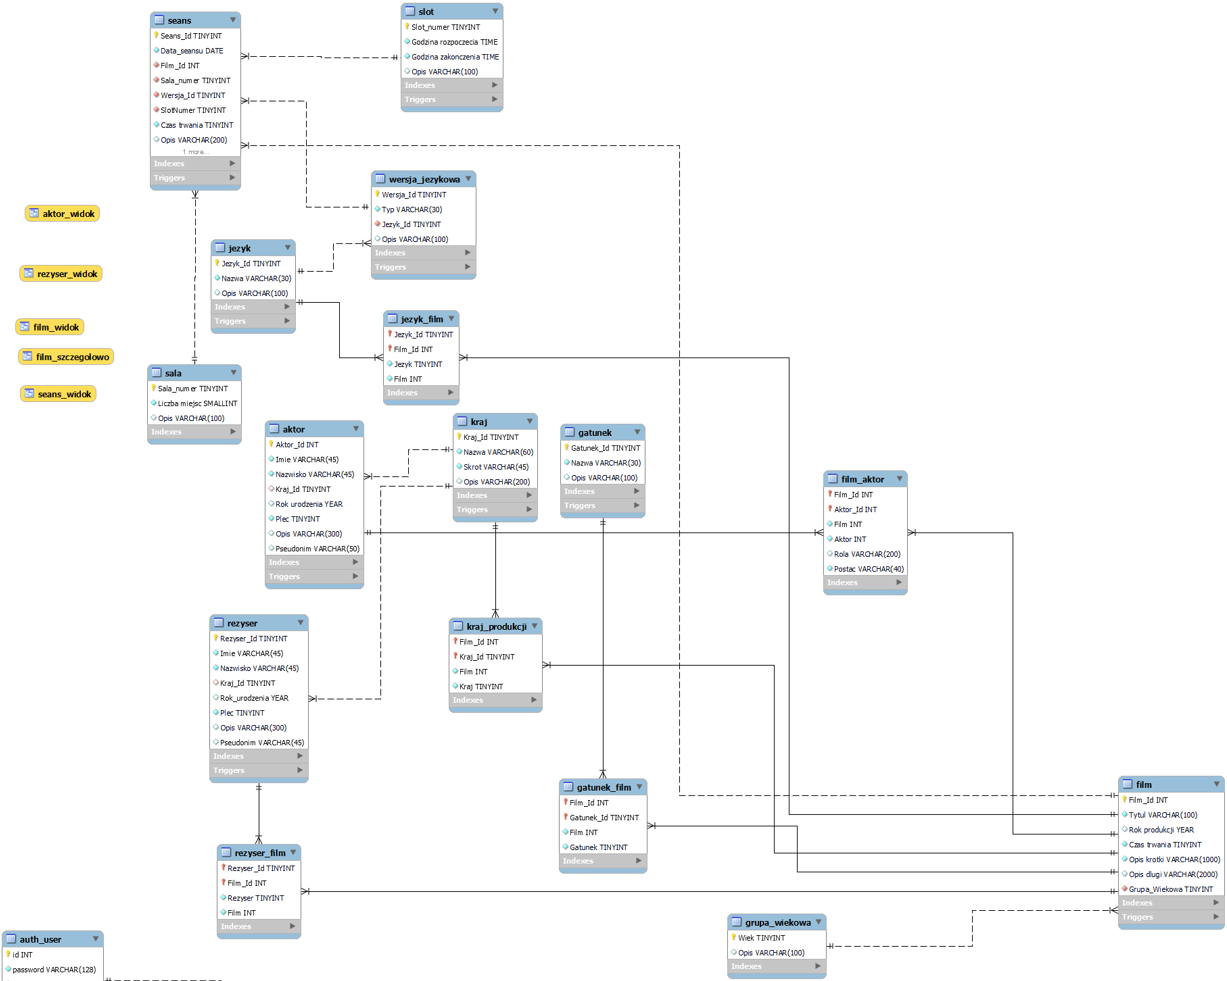 seans
Seans_Id TINYINT
Data_seansu DATE
Film_Id INT
Sala_numer TINYINT
Wersja_Id TINYINT
SlotNumer TINYINT
Czas trwania TINYINT
Opis VARCHAR(200)
1 more...
Indexes
Triggers
slot
Slot_numer TINYINT
Godzina rozpoczecia TIME
Godzina zakonczenia TIME
Opis VARCHAR(100)
Indexes
Triggers
wersja_jezykowa
Wersja_Id TINYINT
Typ VARCHAR(30)
Jezyk_Id TINYINT
Opis VARCHAR(100)
Indexes
Triggers
aktor_widok
rezyser_widok
film_widok
film_szczegolowo
seans_widok
jezyk
Jezyk_Id TINYINT
Nazwa VARCHAR(30)
Opis VARCHAR(100)
Indexes
Triggers
jezyk_film
Jezyk_Id TINYINT
Film_Id INT
Jezyk TINYINT
Film INT
Indexes
sala
Sala_numer TINYINT
Liczba miejsc SMALLINT
Opis VARCHAR(100)
Indexes
aktor
Aktor_Id INT
Imie VARCHAR(45)
Nazwisko VARCHAR(45)
Kraj_Id TINYINT
Rok urodzenia YEAR
Plec TINYINT
Opis VARCHAR(300)
Pseudonim VARCHAR(50)
Indexes
Triggers
kraj
Kraj_Id TINYINT
Nazwa VARCHAR(60)
Skrot VARCHAR(45)
Opis VARCHAR(200)
Indexes
Triggers
gatunek
Gatunek_Id TINYINT
Nazwa VARCHAR(30)
Opis VARCHAR(100)
Indexes
Triggers
film_aktor
Film_Id INT
Aktor_Id INT
Film INT
Aktor INT
Rola VARCHAR(200)
Postac VARCHAR(40)
Indexes
rezyser
Rezyser_Id TINYINT
Imie VARCHAR(45)
Nazwisko VARCHAR(45)
Kraj_Id TINYINT
Rok_urodzenia YEAR
Plec TINYINT
Opis VARCHAR(300)
Pseudonim VARCHAR(45)
Indexes
Triggers
kraj_produkcji
Film_Id INT
Kraj_Id TINYINT
Film INT
Kraj TINYINT
Indexes
gatunek_film
Film_Id INT
Gatunek_Id TINYINT
Film INT
Gatunek TINYINT
Indexes
film
Film_Id INT
Tytul VARCHAR(100)
Rok produkcji YEAR
Czas trwania TINYINT
Opis krotki VARCHAR(1000)
Opis dlugi VARCHAR(2000)
Grupa_Wiekowa TINYINT
Indexes
Triggers
rezyser_film
Rezyser_Id TINYINT
Film_Id INT
Rezyser TINYINT
Film INT
Indexes
grupa_wiekowa
Wiek TINYINT
Opis VARCHAR(100)
Indexes
auth_user
id INT
password VARCHAR(128)